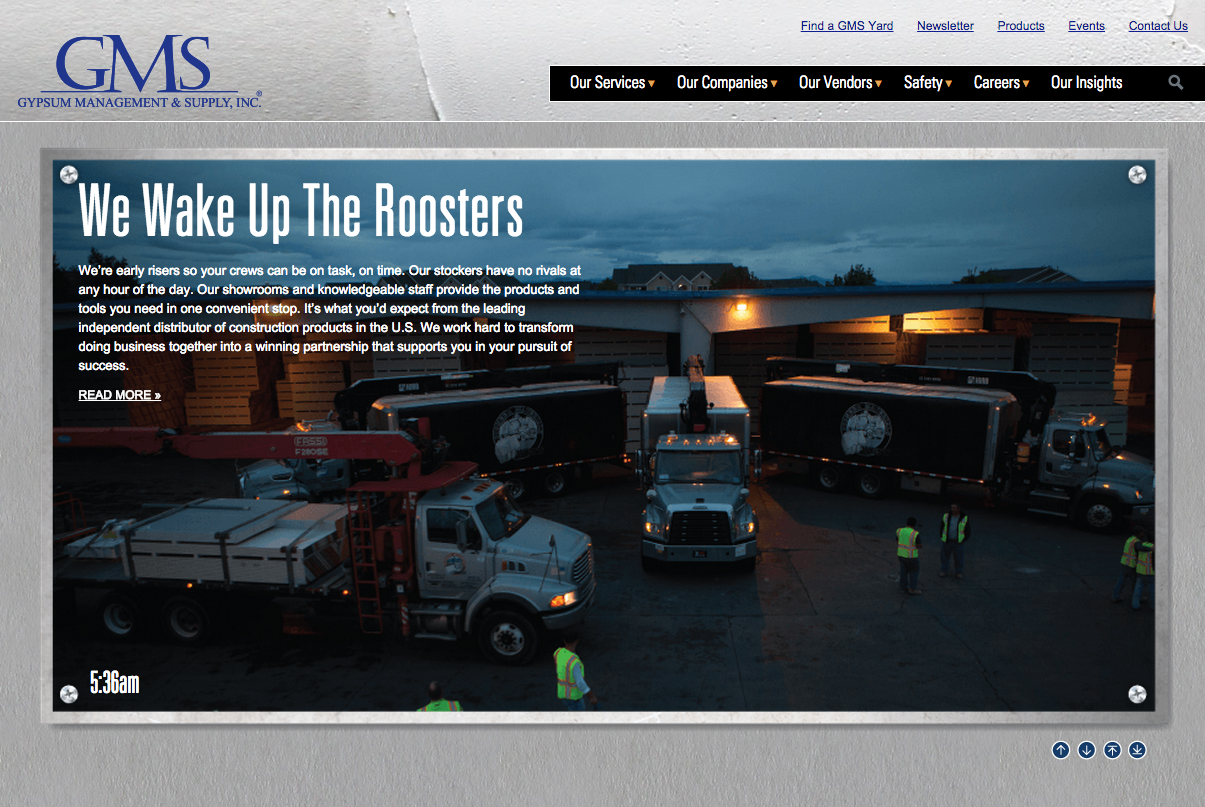 GMS
GYPSUM MANAGEMENT & SUPPLY, INC.®
Find a GMS Yard Newsletter Products Events Contact Us
Our Services Our Companies Our Vendors Safety Careers Our Insights
We Wake Up The Roosters
We're early risers so your crews can be on task, on time. Our stockers have no rivals at
any hour of the day. Our showrooms and knowledgeable staff provide the products and
tools you need in one convenient stop. It's what you'd expect from the leading
independent distributor of construction products in the U.S. We work hard to transform
doing business together into a winning partnership that supports you in your pursuit of
success.
READ MORE »
FASSI
F280SE
5:36am